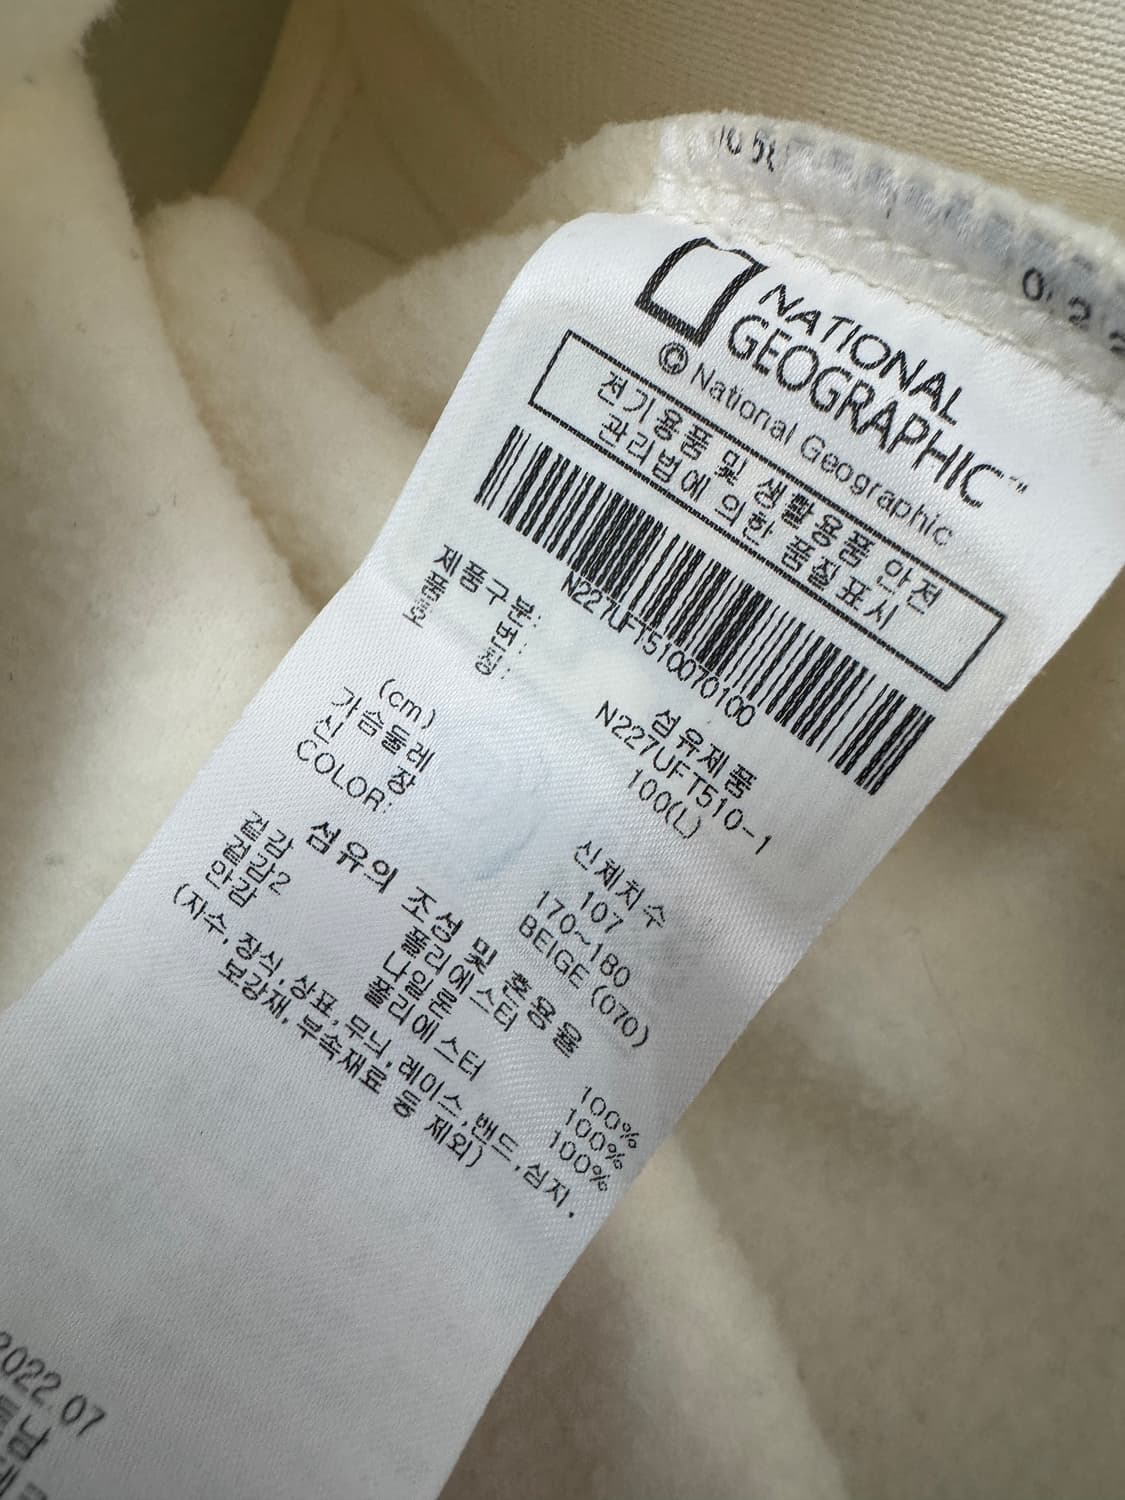 NATIONAL
GEOGRAPHIC™
© National Geographic
전기용품 및 생활용품 안전
관리법에 의한 품질표시
N227UFT510070100
제품구분: 섬유제품
품 번: N227UFT510-1
호 칭: 100(L)
(cm) 신체치수
가슴둘레 107
신 장 170~180
COLOR: BEIGE (070)
섬유의 조성 및 혼용율
겉감 폴리에스터 100%
겉감2 나일론 100%
안감 폴리에스터 100%
(자수, 장식, 상표, 무늬, 레이스, 밴드, 심지,
보강재, 부속재료 등 제외)
2022.07